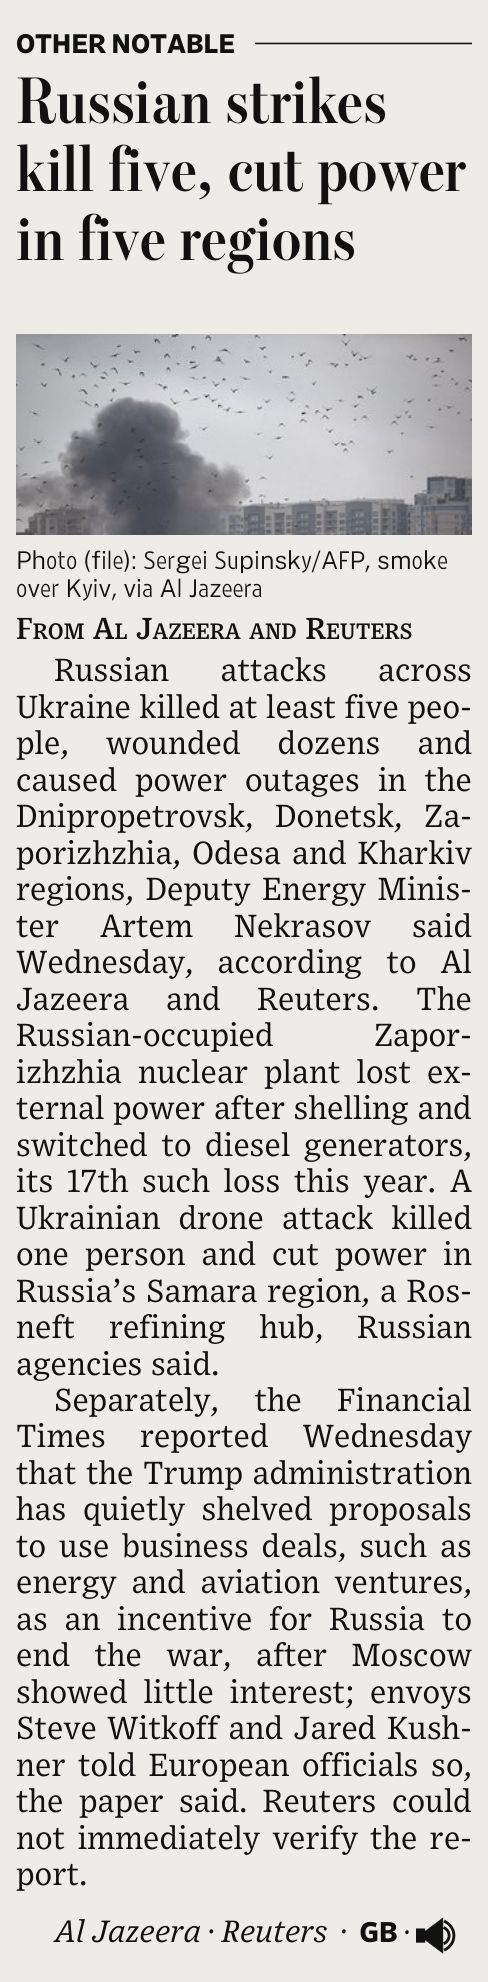 OTHER NOTABLE
Russian strikes
kill five, cut power
in five regions
Photo (file): Sergei Supinsky/AFP, smoke
over Kyiv, via Al Jazeera
FROM AL JAZEERA AND REUTERS
Russian attacks across
Ukraine killed at least five peo-
ple, wounded dozens and
caused power outages in the
Dnipropetrovsk, Donetsk, Za-
porizhzhia, Odesa and Kharkiv
regions, Deputy Energy Minis-
ter Artem Nekrasov said
Wednesday, according to Al
Jazeera and Reuters. The
Russian-occupied Zapor-
izhzhia nuclear plant lost ex-
ternal power after shelling and
switched to diesel generators,
its 17th such loss this year. A
Ukrainian drone attack killed
one person and cut power in
Russia’s Samara region, a Ros-
neft refining hub, Russian
agencies said.
Separately, the Financial
Times reported Wednesday
that the Trump administration
has quietly shelved proposals
to use business deals, such as
energy and aviation ventures,
as an incentive for Russia to
end the war, after Moscow
showed little interest; envoys
Steve Witkoff and Jared Kush-
ner told European officials so,
the paper said. Reuters could
not immediately verify the re-
port.
Al Jazeera · Reuters · GB ·